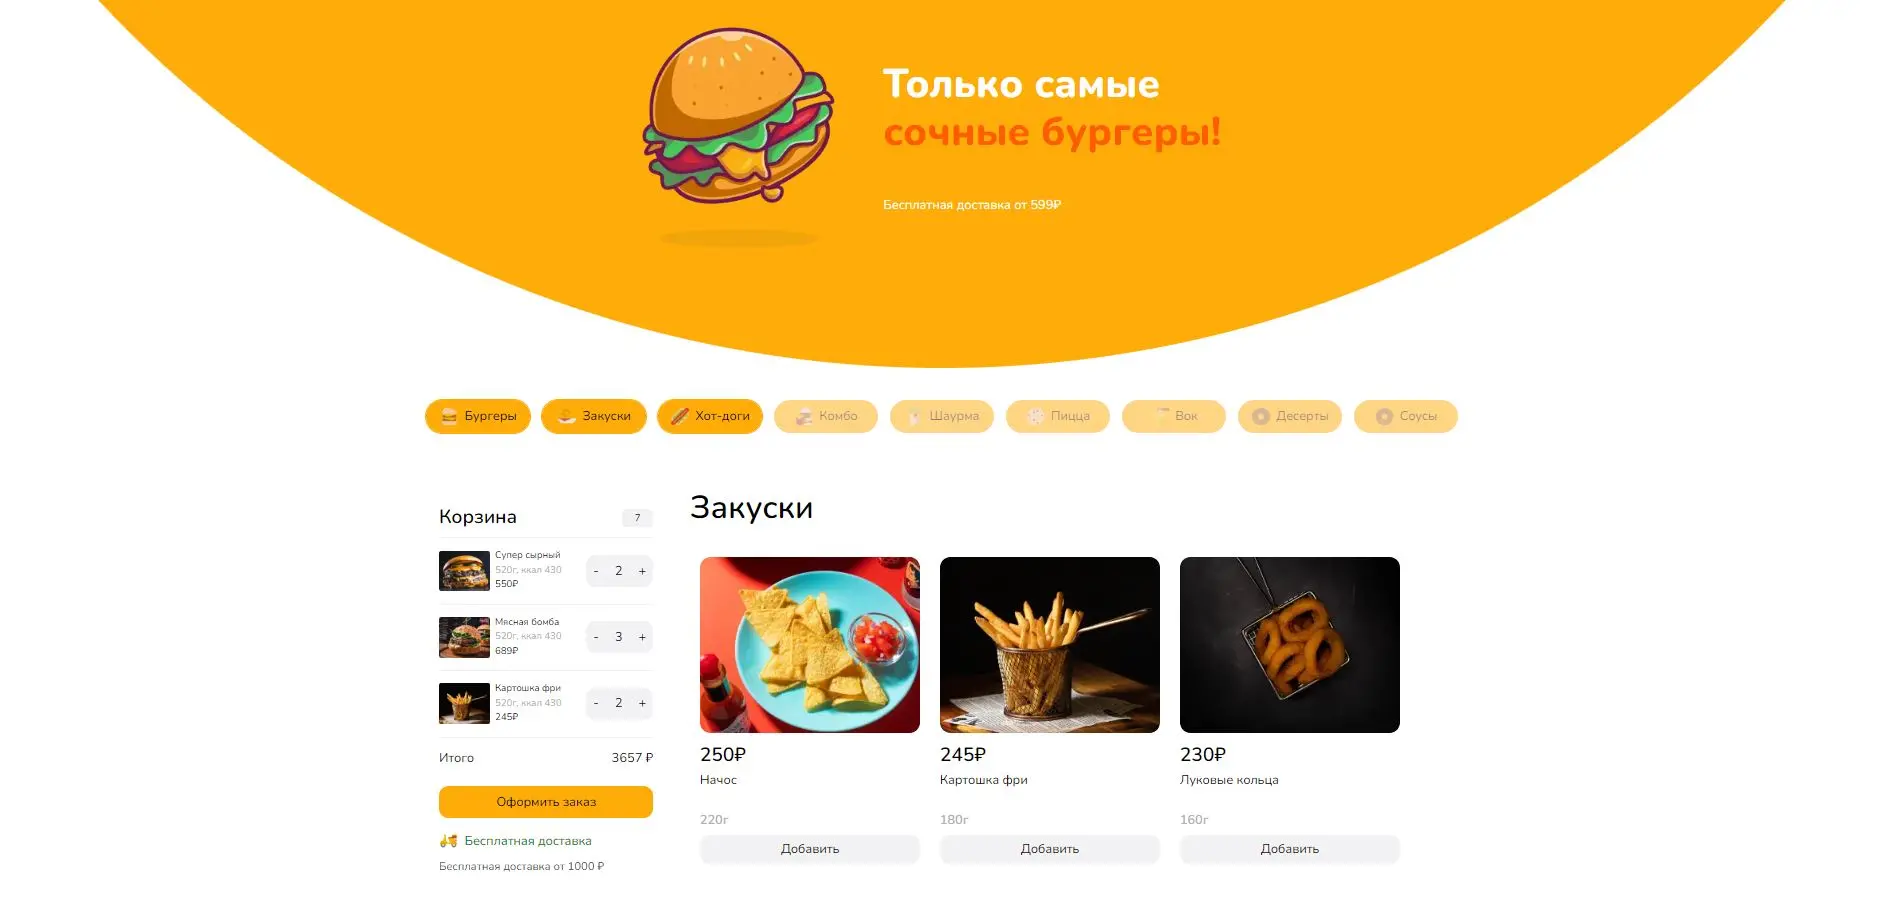 Только самые
сочные бургеры!
Бесплатная доставка от 599₽
Бургеры
Закуски
Хот-доги
Комбо
Шаурма
Пицца
Вок
Десерты
Соусы
Корзина
7
Супер сырный
520г, ккал 430
550₽
- 2 +
Мясная бомба
520г, ккал 430
689₽
- 3 +
Картошка фри
520г, ккал 430
245₽
- 2 +
Итого 3657 ₽
Оформить заказ
Бесплатная доставка
Бесплатная доставка от 1000 ₽
Закуски
250₽
Начос
220г
Добавить
245₽
Картошка фри
180г
Добавить
230₽
Луковые кольца
160г
Добавить